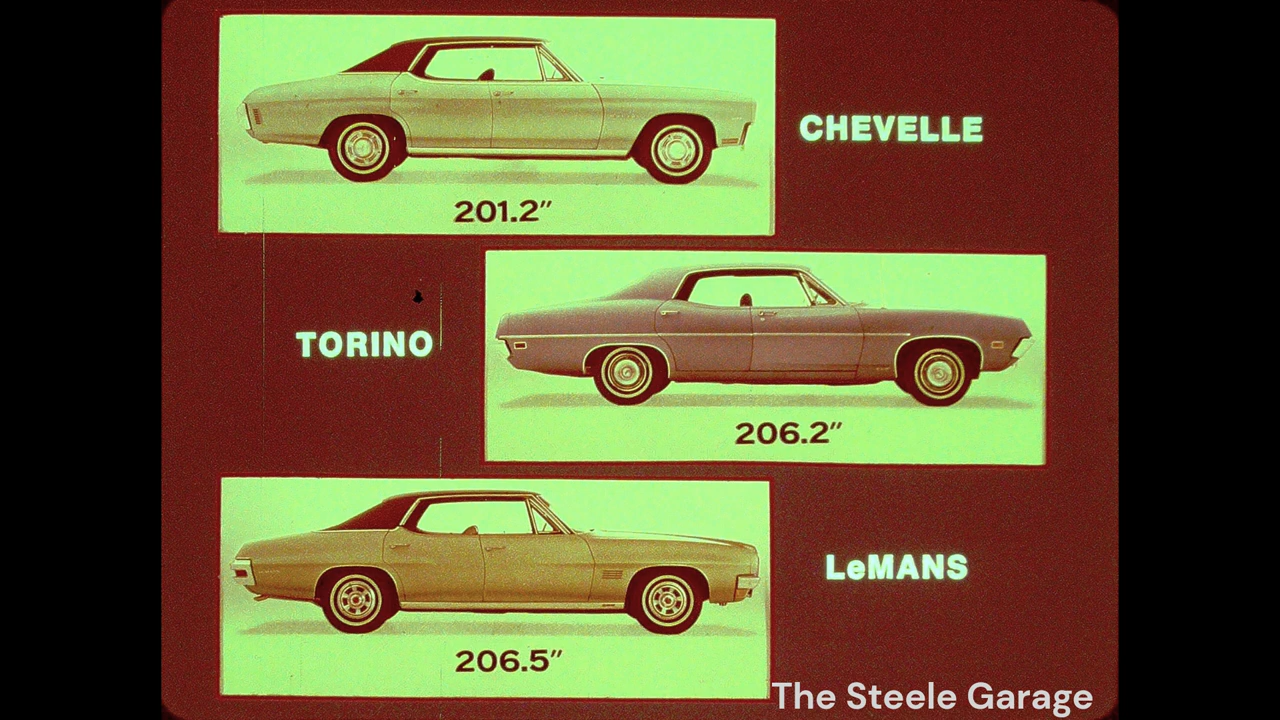 CHEVELLE
201.2”
TORINO
206.2”
LeMANS
206.5”
The Steele Garage